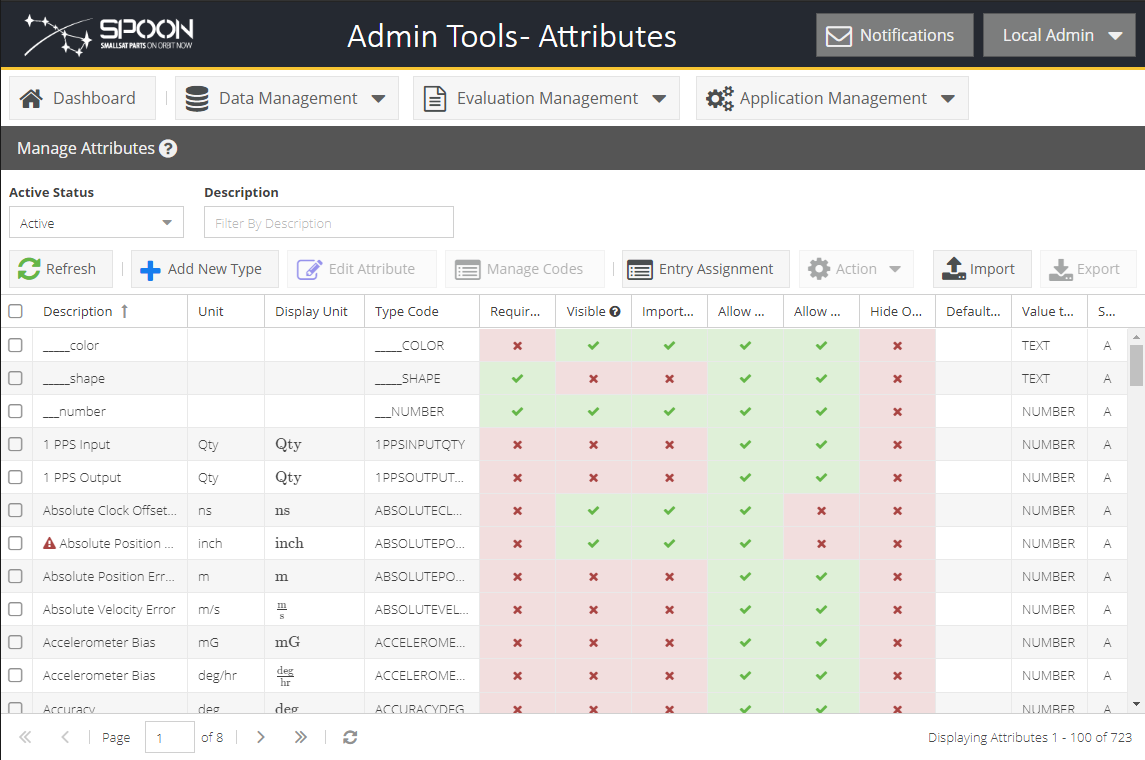 SPOON
SMALLSAT PARTS ON ORBIT NOW
Admin Tools- Attributes
Notifications
Local Admin
Dashboard
Data Management
Evaluation Management
Application Management
Manage Attributes ?
Active Status
Description
Active
Filter By Description
Refresh
Add New Type
Edit Attribute
Manage Codes
Entry Assignment
Action
Import
Export
Description ↑ Unit Display Unit Type Code Requir... Visible ? Import... Allow ... Allow ... Hide O... Default... Value t... S...
_____color _____COLOR ✖ ✔ ✔ ✔ ✔ ✖ TEXT A
_____shape _____SHAPE ✔ ✖ ✖ ✔ ✔ ✖ TEXT A
___number ___NUMBER ✔ ✔ ✔ ✔ ✔ ✖ NUMBER A
1 PPS Input Qty Qty 1PPSINPUTQTY ✖ ✖ ✖ ✔ ✔ ✖ NUMBER A
1 PPS Output Qty Qty 1PPSOUTPUT... ✖ ✖ ✖ ✔ ✔ ✖ NUMBER A
Absolute Clock Offset... ns ns ABSOLUTECL... ✖ ✔ ✔ ✔ ✖ ✖ NUMBER A
Absolute Position ... inch inch ABSOLUTEPO... ✖ ✔ ✔ ✔ ✖ ✖ NUMBER A
Absolute Position Err... m m ABSOLUTEPO... ✖ ✖ ✖ ✔ ✔ ✖ NUMBER A
Absolute Velocity Error m/s m/s ABSOLUTEVEL... ✖ ✖ ✖ ✔ ✔ ✖ NUMBER A
Accelerometer Bias mG mG ACCELEROME... ✖ ✖ ✖ ✔ ✔ ✖ NUMBER A
Accelerometer Bias deg/hr deg/hr ACCELEROME... ✖ ✖ ✖ ✔ ✔ ✖ NUMBER A
Accuracy deg deg ACCURACYDEG ✖ ✖ ✖ ✔ ✔ ✖ NUMBER A
« < Page 1 of 8 > » Displaying Attributes 1 - 100 of 723